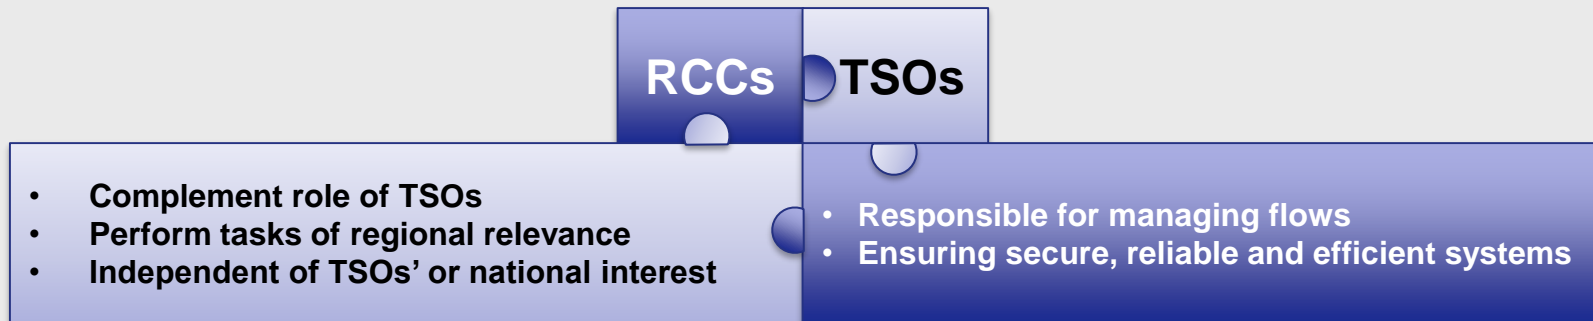 RCCs
TSOs
• Complement role of TSOs
• Perform tasks of regional relevance
• Independent of TSOs’ or national interest
• Responsible for managing flows
• Ensuring secure, reliable and efficient systems